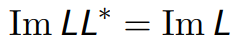 Im LL* = Im L